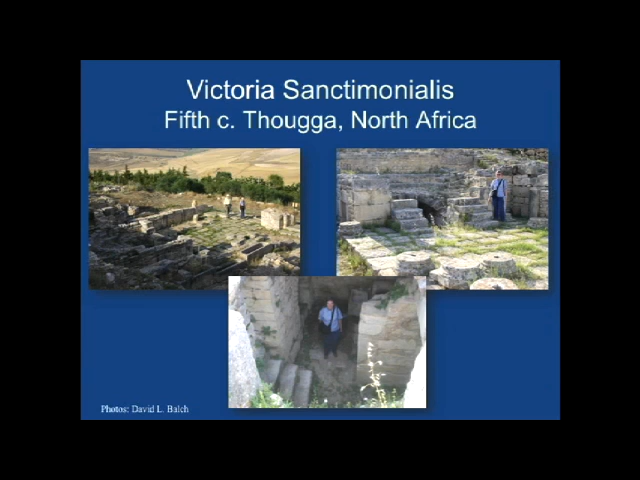 Victoria Sanctimonialis
Fifth c. Thougga, North Africa
Photos: David L. Balch